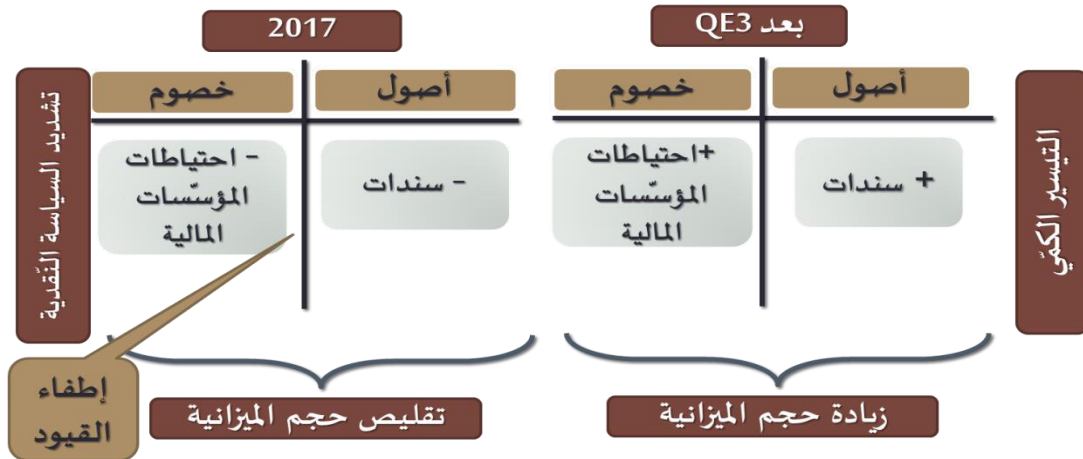 بعد QE3
2017
التيسير الكمّي
أصول
خصوم
+ سندات
+احتياطات
المؤسّسات
المالية
زيادة حجم الميزانية
أصول
خصوم
- سندات
- احتياطات
المؤسّسات
المالية
تشديد السياسة النّقدية
إطفاء
القيود
تقليص حجم الميزانية